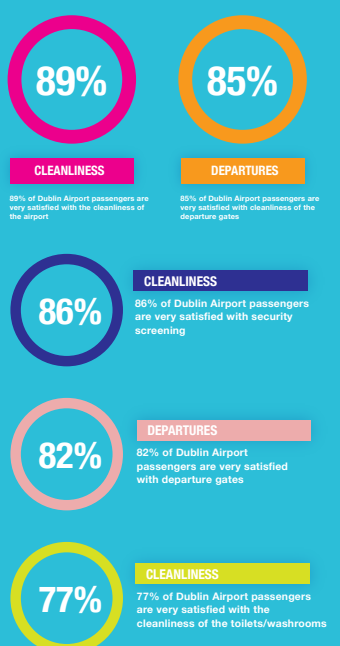 89%
85%
CLEANLINESS
DEPARTURES
89% of Dublin Airport passengers are
very satisfied with the cleanliness of
the airport
85% of Dublin Airport passengers are
very satisfied with cleanliness of the
departure gates
86%
CLEANLINESS
86% of Dublin Airport passengers
are very satisfied with security
screening
82%
DEPARTURES
82% of Dublin Airport
passengers are very satisfied
with departure gates
77%
CLEANLINESS
77% of Dublin Airport passengers
are very satisfied with the
cleanliness of the toilets/washrooms